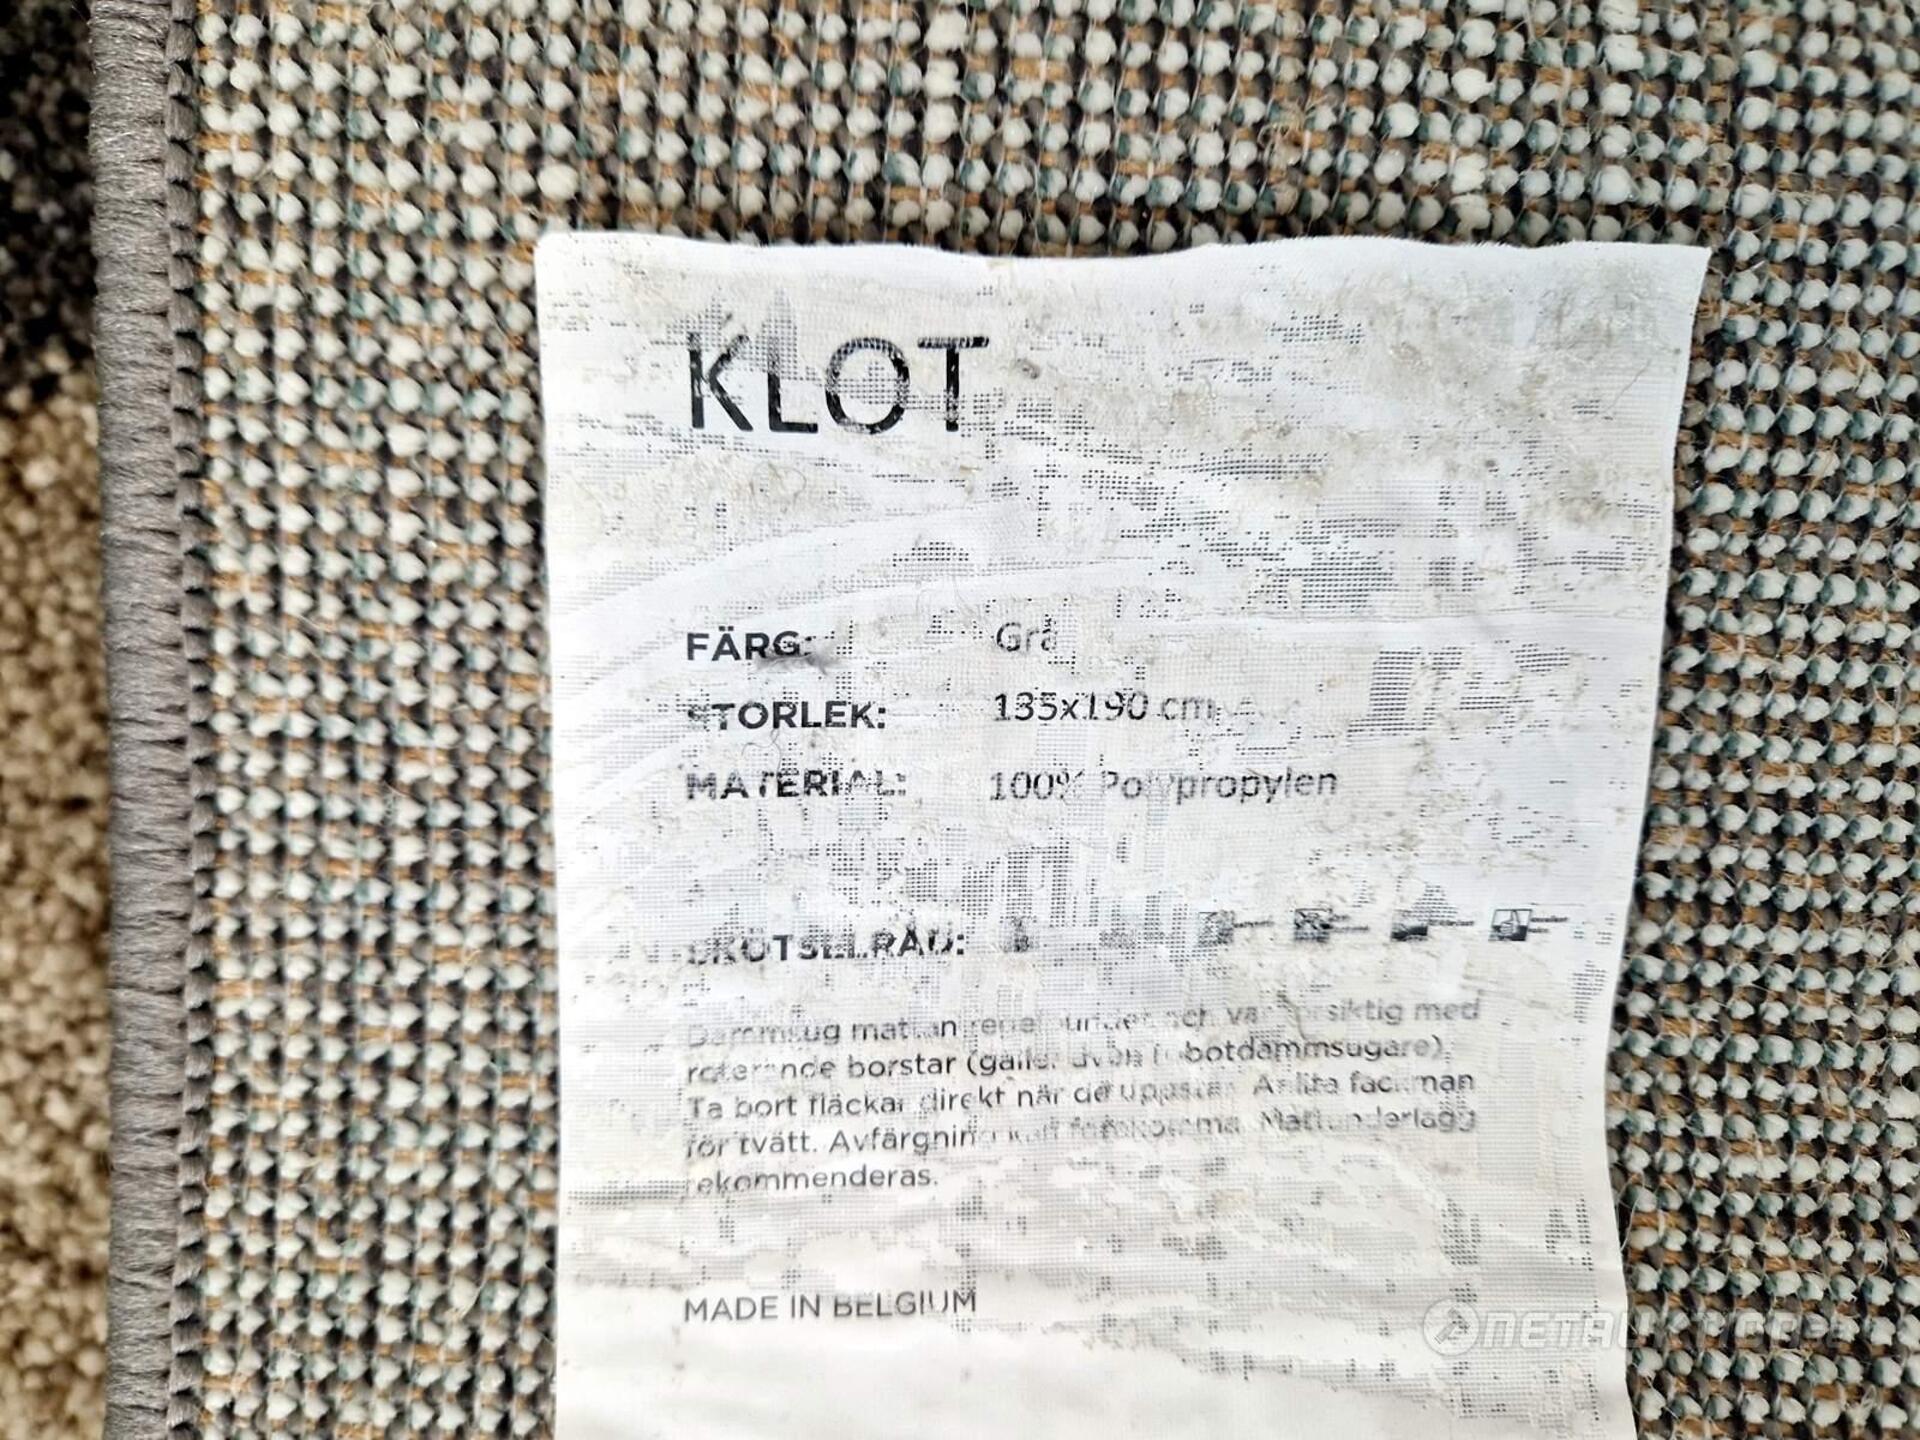 KLOT
FÄRG: Grå
STORLEK: 135x190 cm
MATERIAL: 100% Polypropylen
SKÖTSELRÅD:
Dammsug mattan och var försiktig med
roterande borstar (gäller även robotdammsugare).
Ta bort fläckar direkt när de uppstår. Anlita fackman
för tvätt. Avfärgning kan förekomma. Mattunderlägg
rekommenderas.
MADE IN BELGIUM